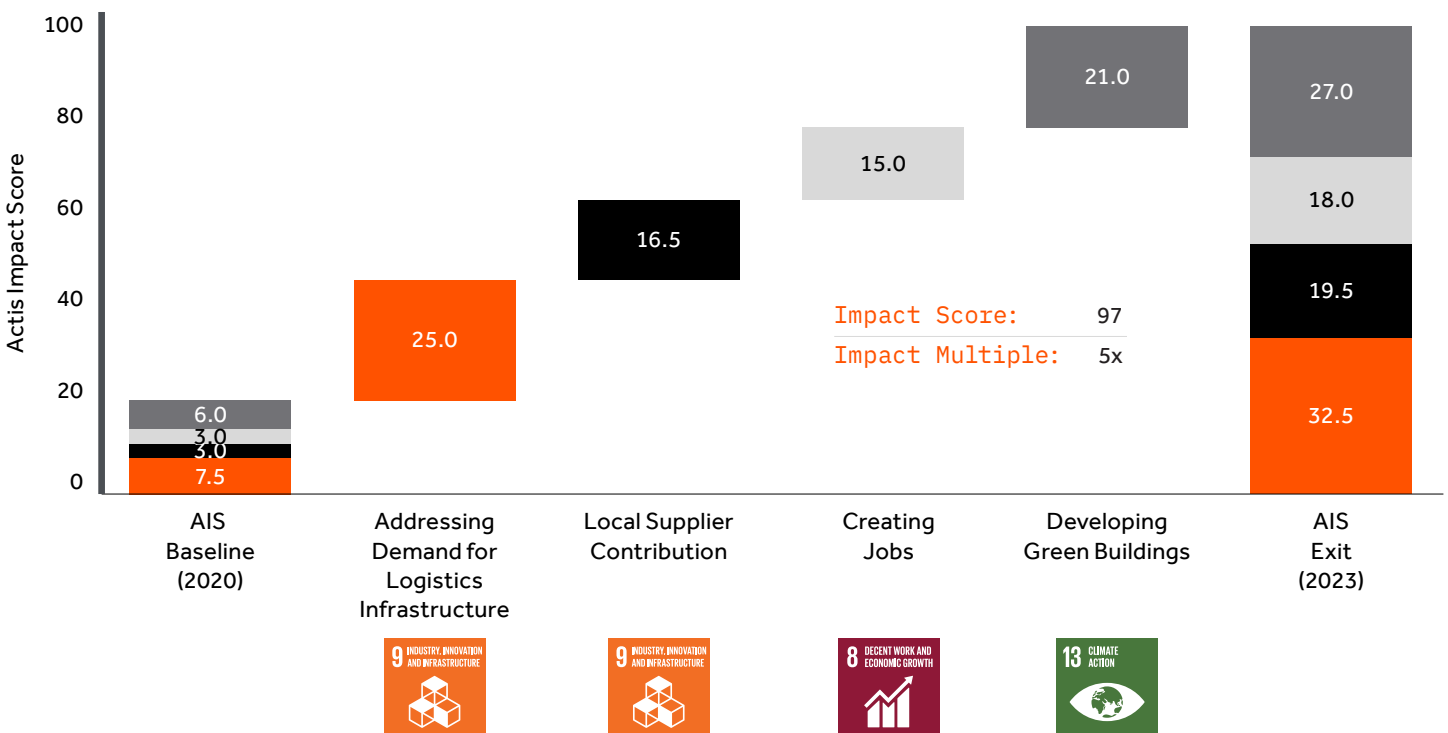 100
80
60
40
20
0
Actis Impact Score
6.0
3.0
3.0
7.5
25.0
16.5
15.0
21.0
27.0
18.0
19.5
32.5
Impact Score: 97
Impact Multiple: 5x
AIS
Baseline
(2020)
Addressing
Demand for
Logistics
Infrastructure
Local Supplier
Contribution
Creating
Jobs
Developing
Green Buildings
AIS
Exit
(2023)
9 INDUSTRY, INNOVATION
AND INFRASTRUCTURE
9 INDUSTRY, INNOVATION
AND INFRASTRUCTURE
8 DECENT WORK AND
ECONOMIC GROWTH
13 CLIMATE
ACTION